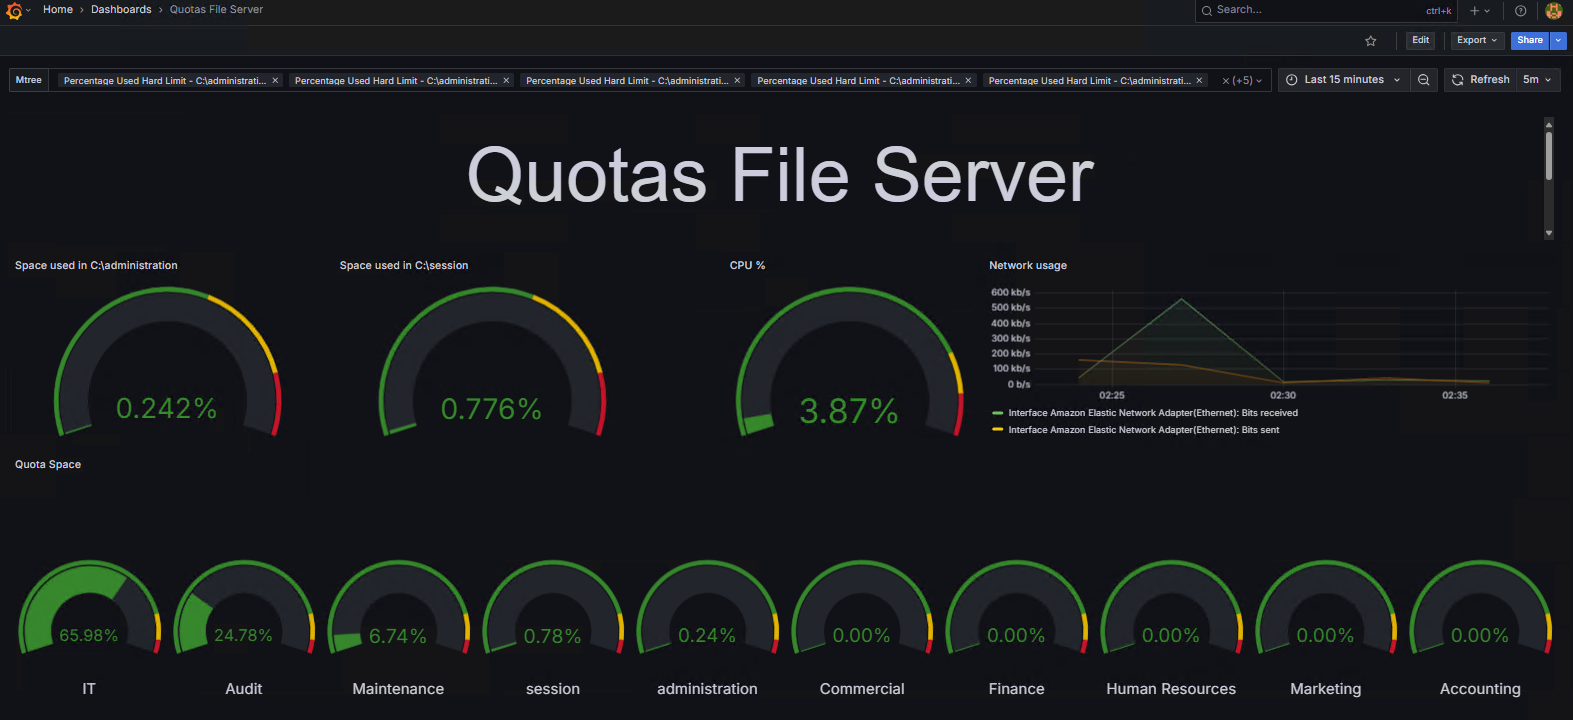 Home › Dashboards › Quotas File Server
Search... ctrl+k
Edit Export Share
Mtree Percentage Used Hard Limit - C:\administrati... × Percentage Used Hard Limit - C:\administrati... × Percentage Used Hard Limit - C:\administrati... × Percentage Used Hard Limit - C:\administrati... × Percentage Used Hard Limit - C:\administrati... × × (+5) Last 15 minutes Refresh 5m
Quotas File Server
Space used in C:\administration
0.242%
Space used in C:\session
0.776%
CPU %
3.87%
Network usage
600 kb/s
500 kb/s
400 kb/s
300 kb/s
200 kb/s
100 kb/s
0 b/s
02:25 02:30 02:35
Interface Amazon Elastic Network Adapter(Ethernet): Bits received
Interface Amazon Elastic Network Adapter(Ethernet): Bits sent
Quota Space
65.98% 24.78% 6.74% 0.78% 0.24% 0.00% 0.00% 0.00% 0.00% 0.00%
IT Audit Maintenance session administration Commercial Finance Human Resources Marketing Accounting